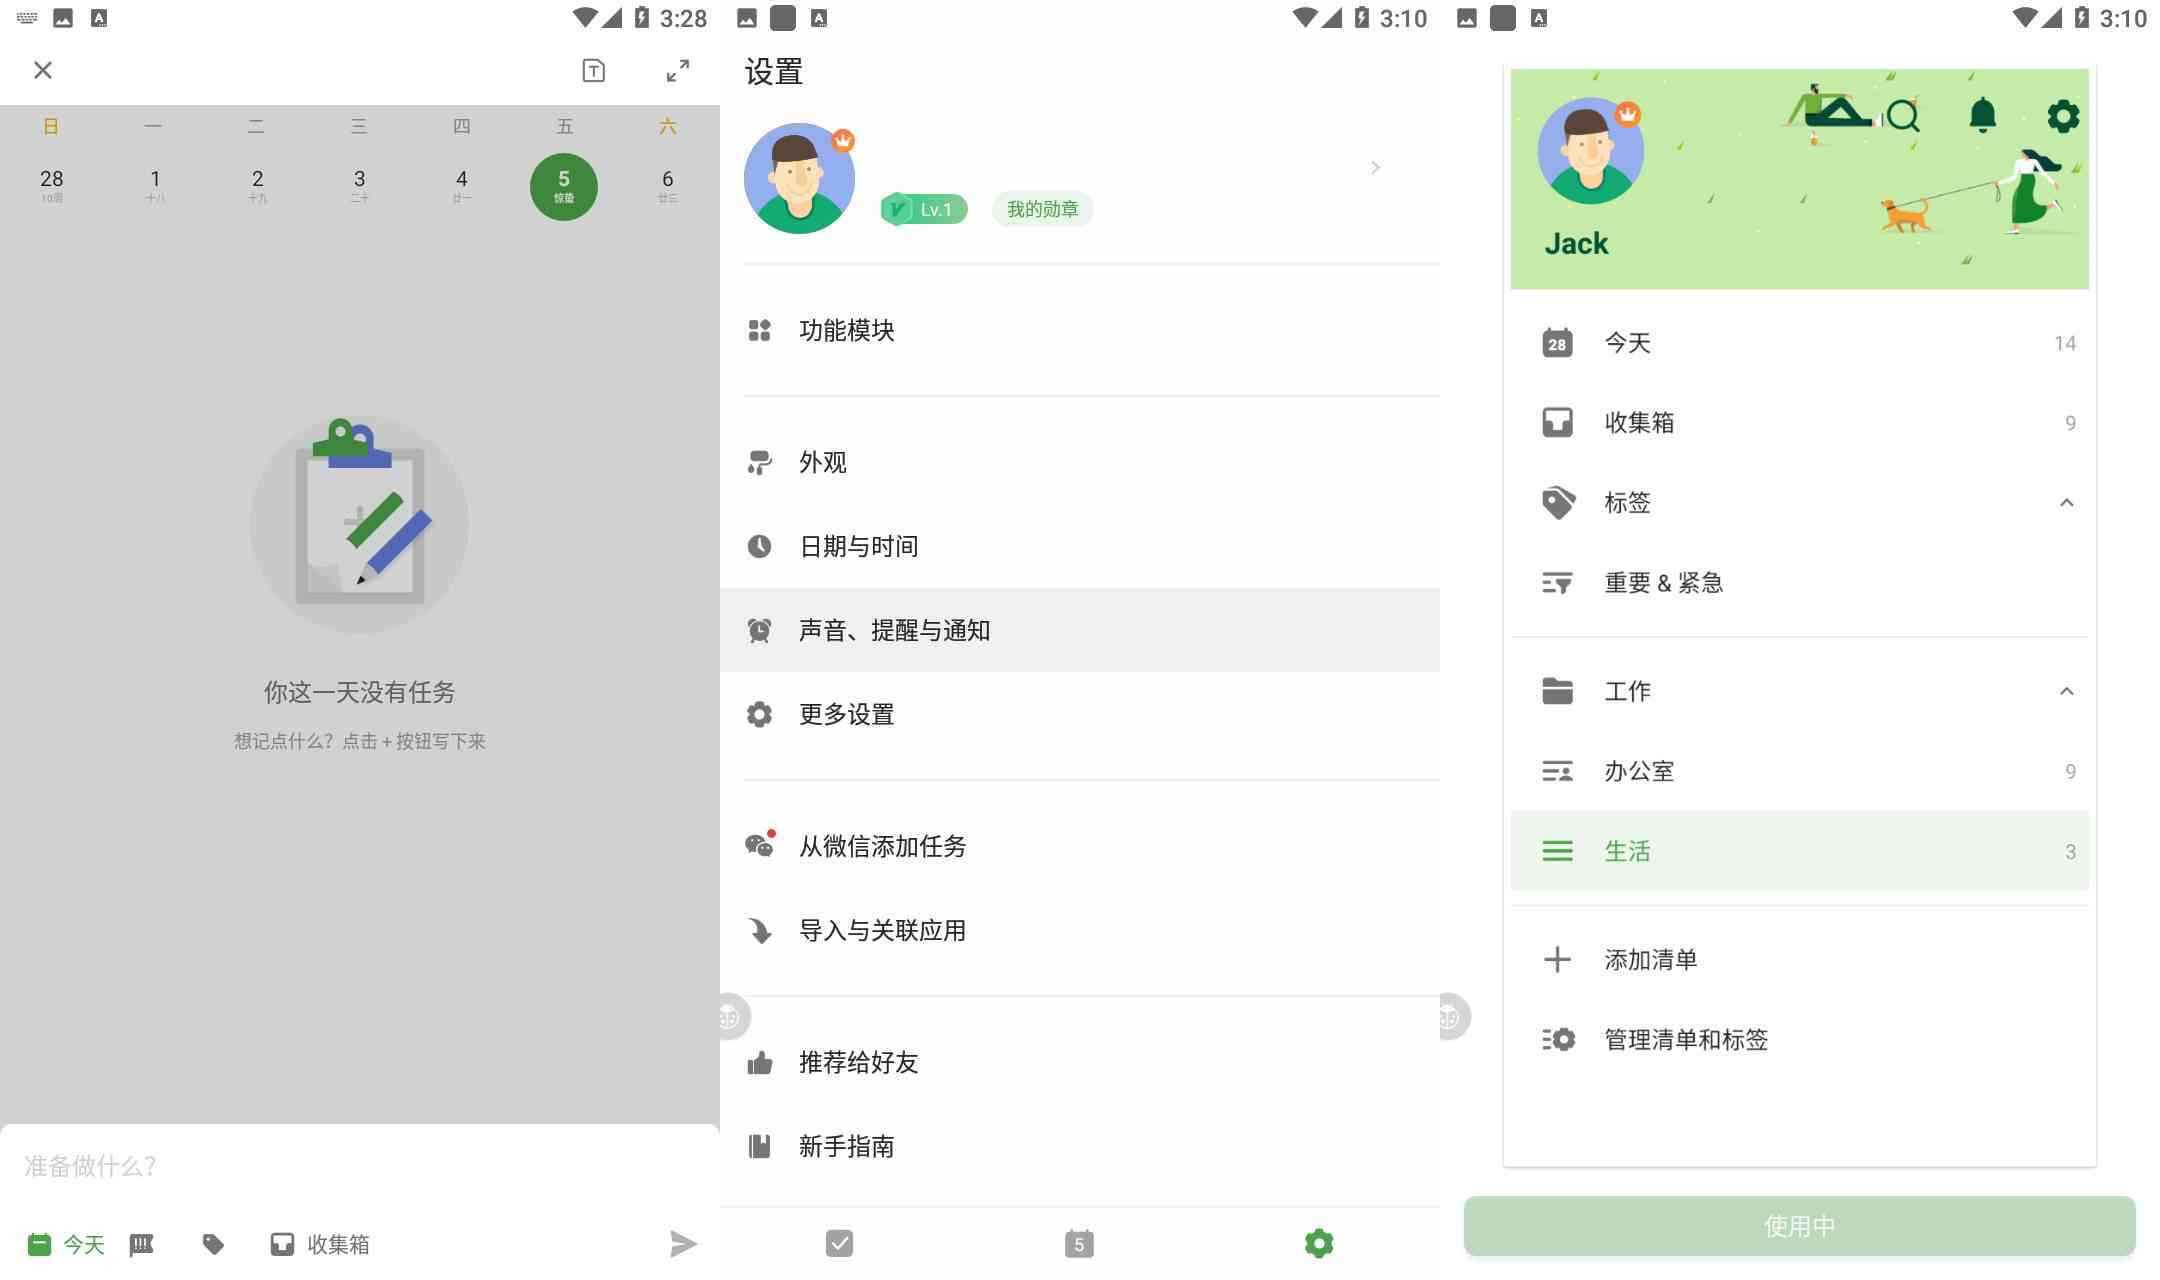 3:28
日 一 二 三 四 五 六
28 1 2 3 4 5 6
10周 十八 十九 二十 廿一 惊蛰 廿三
你这一天没有任务
想记点什么？点击 + 按钮写下来
准备做什么？
今天 收集箱
3:10
设置
Lv.1 我的勋章
功能模块
外观
日期与时间
声音、提醒与通知
更多设置
从微信添加任务
导入与关联应用
推荐给好友
新手指南
5
3:10
Jack
28 今天 14
收集箱 9
标签
重要 & 紧急
工作
办公室 9
生活 3
添加清单
管理清单和标签
使用中